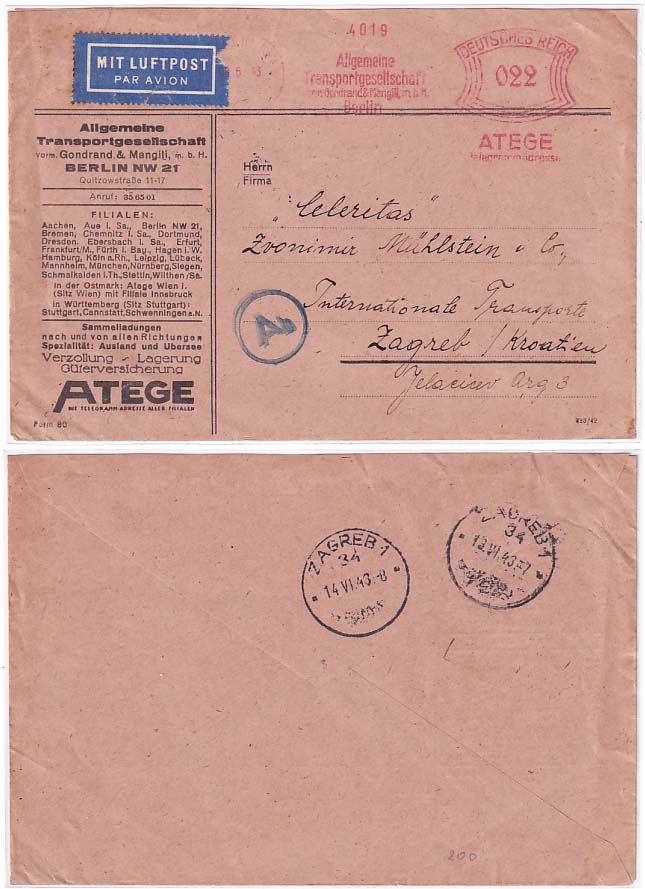 4019
MIT LUFTPOST
PAR AVION
Allgemeine
Transportgesellschaft
vorm. Gondrand & Mangili, m. b. H.
Berlin
DEUTSCHES REICH
022
ATEGE
Telegrammadresse
Allgemeine
Transportgesellschaft
vorm. Gondrand & Mangili, m. b. H.
BERLIN NW 21
Quitzowstraße 11-17
Anruf: 35 65 01
FILIALEN:
Aachen, Aue i. Sa., Berlin NW 21,
Bremen, Chemnitz i. Sa., Dortmund,
Dresden, Ebersbach i. Sa., Erfurt,
Frankfurt/M., Fürth i. Bay., Hagen i. W.
Hamburg, Köln a. Rh., Leipzig, Lübeck,
Mannheim, München, Nürnberg, Siegen,
Schmalkalden i. Th., Stettin, Wilthen/Sa.
In der Ostmark: Atege Wien I.
(Sitz Wien) mit Filiale Innsbruck
in Württemberg (Sitz Stuttgart):
Stuttgart, Cannstatt, Schwenningen a. N.
Sammelladungen
nach und von allen Richtungen
Spezialität: Ausland und Übersee
Verzollung - Lagerung
Güterversicherung
ATEGE
IST TELEGRAMM-ADRESSE ALLER FILIALEN
Form 80
Herrn
Firma
„Celeritas"
Zvonimir Mühlstein & Co,
Internationale Transporte
Zagreb / Kroatien
Jelacicev Arg 3
A
ZAGREB 1
34
14 VI. 43.-8
ZAGREB 1
34
VI. 43.-7
200